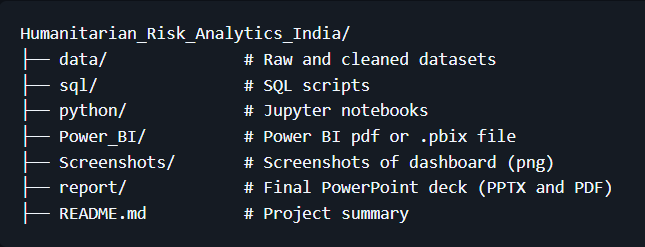 Humanitarian_Risk_Analytics_India/
├── data/              # Raw and cleaned datasets
├── sql/               # SQL scripts
├── python/            # Jupyter notebooks
├── Power_BI/          # Power BI pdf or .pbix file
├── Screenshots/       # Screenshots of dashboard (png)
├── report/            # Final PowerPoint deck (PPTX and PDF)
├── README.md          # Project summary